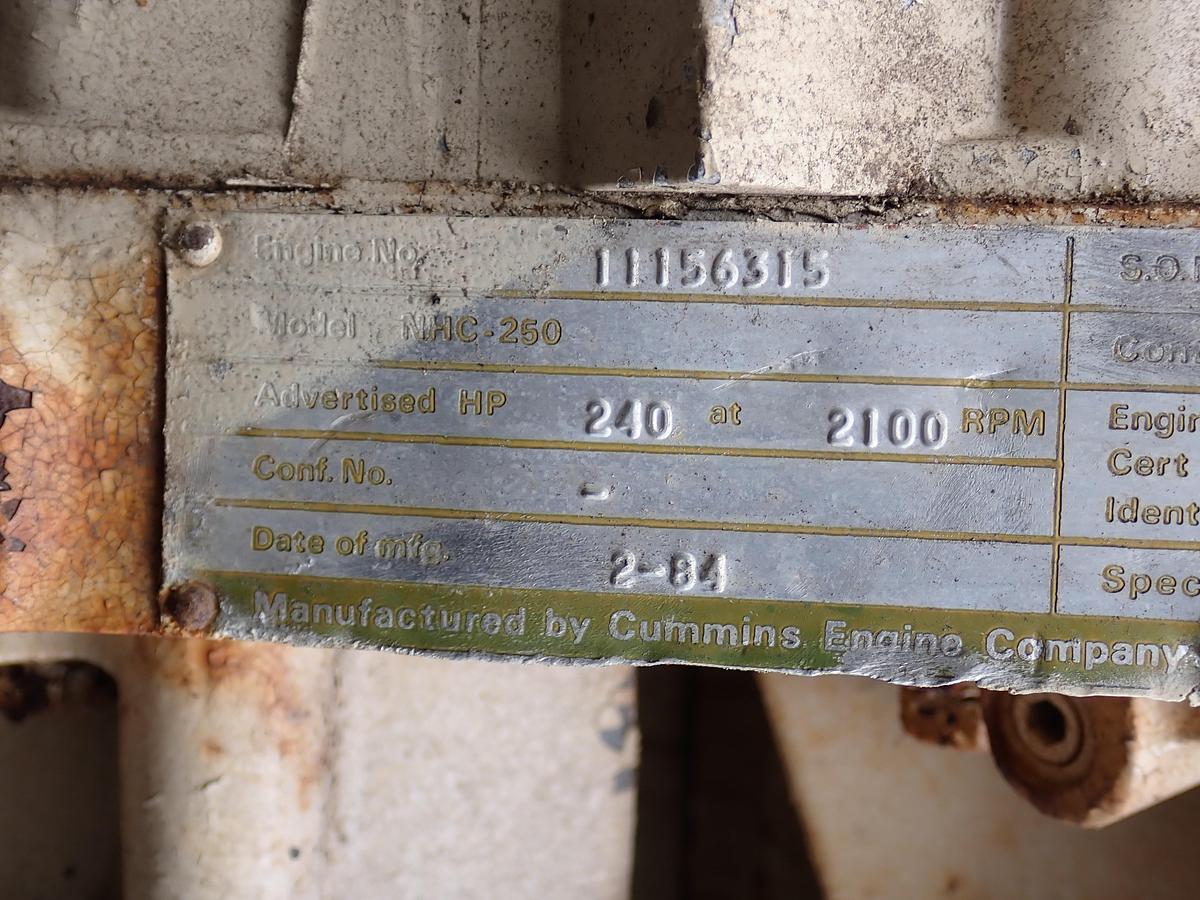 Engine No. 11156315
Model NHC-250
Advertised HP 240 at 2100 RPM
Conf. No. -
Date of mfg. 2-84
Manufactured by Cummins Engine Company
S.O.
Con
Engin
Cert
Ident
Spec